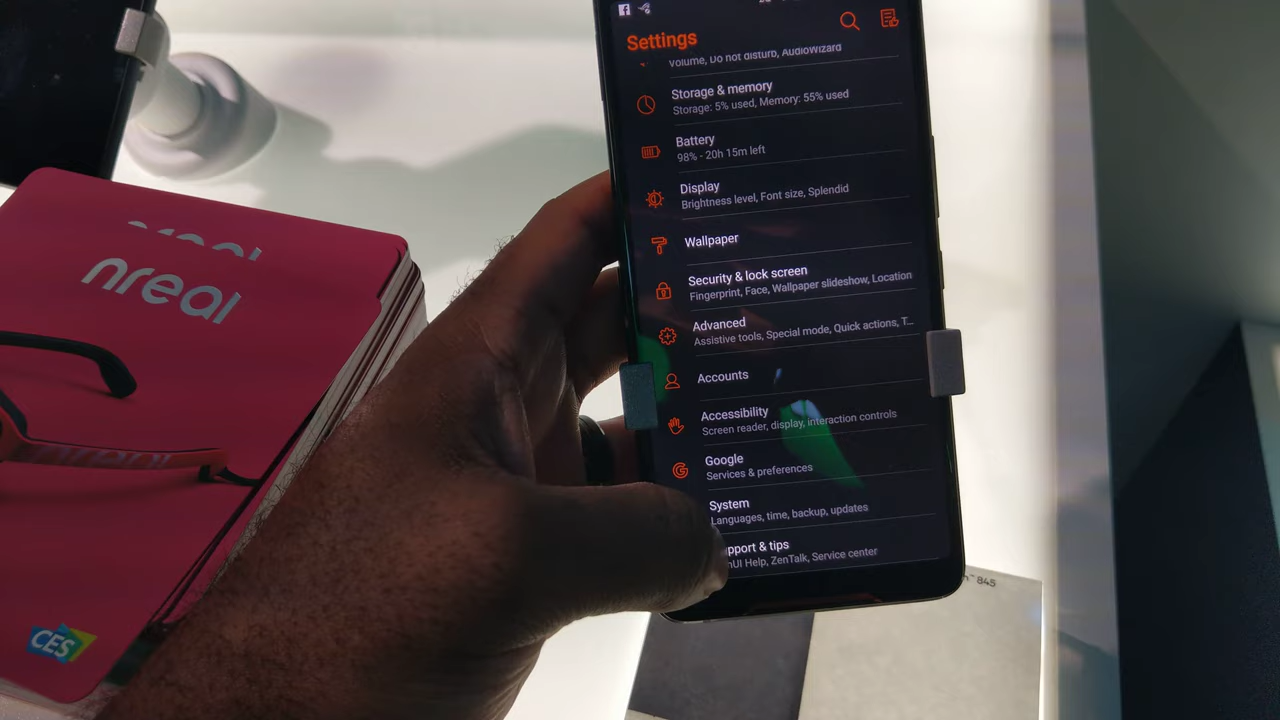 Settings
Volume, Do not disturb, AudioWizard
Storage & memory
Storage: 5% used, Memory: 55% used
Battery
98% - 20h 15m left
Display
Brightness level, Font size, Splendid
Wallpaper
Security & lock screen
Fingerprint, Face, Wallpaper slideshow, Location
Advanced
Assistive tools, Special mode, Quick actions, T...
Accounts
Accessibility
Screen reader, display, interaction controls
Google
Services & preferences
System
Languages, time, backup, updates
pport & tips
nUI Help, ZenTalk, Service center
nreal
nreal
CES
845